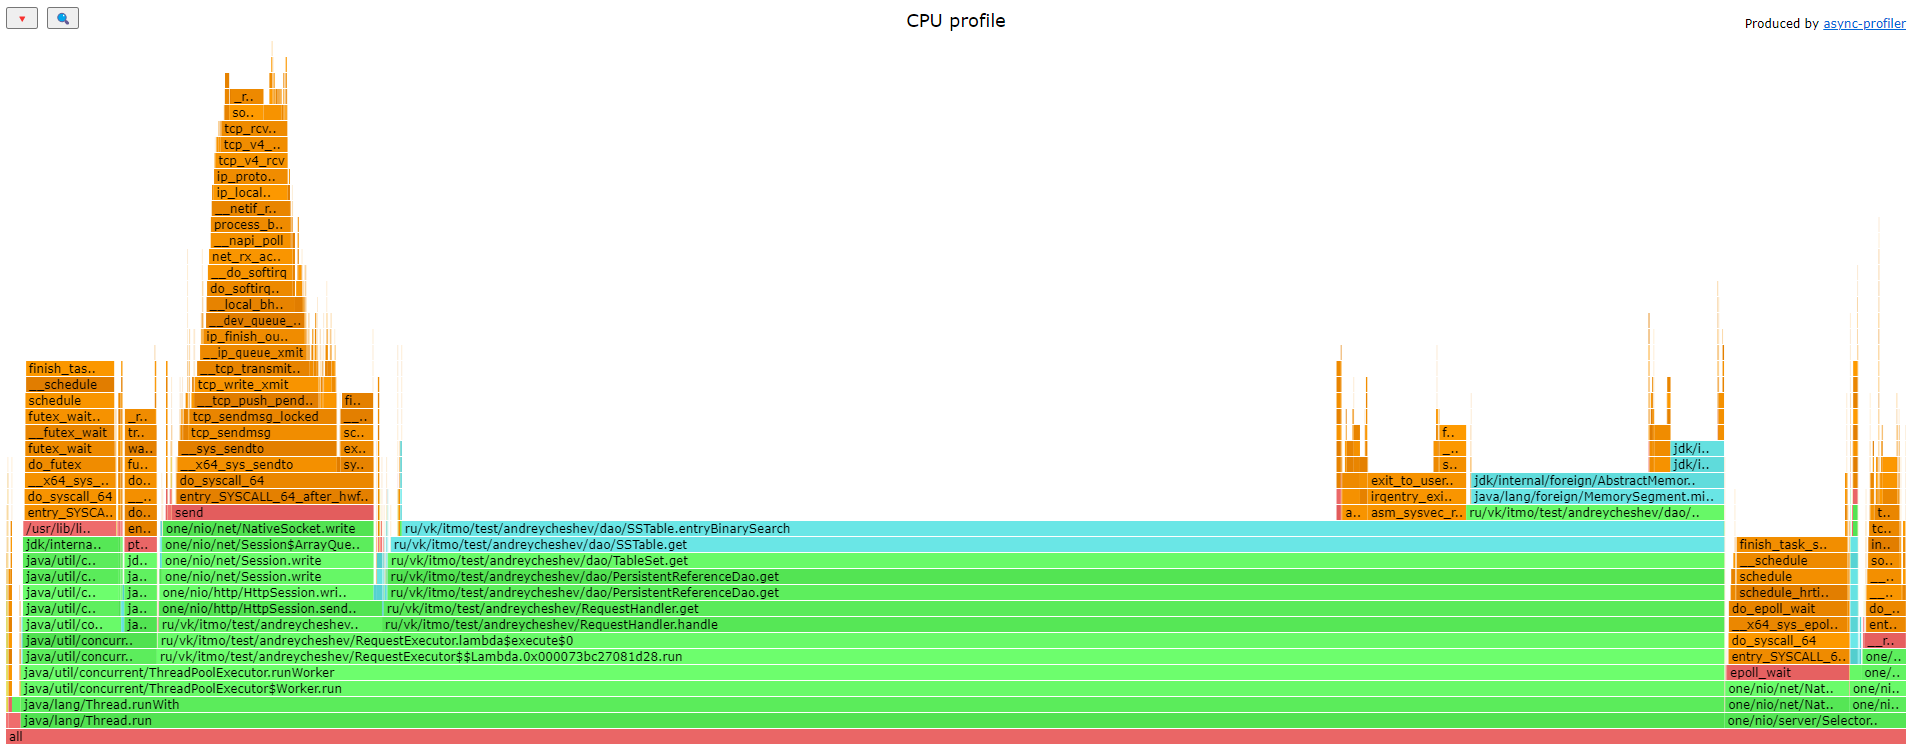 🔻 🔍 CPU profile Produced by async-profiler
_r..
so..
tcp_rcv..
tcp_v4_..
tcp_v4_rcv
ip_proto..
ip_local..
__netif_r..
process_b..
__napi_poll
net_rx_ac..
__do_softirq
do_softirq..
__local_bh..
__dev_queue_..
ip_finish_ou..
__ip_queue_xmit
finish_tas.. __tcp_transmit..
__schedule tcp_write_xmit
schedule __tcp_push_pend.. fi..
futex_wait.. _r.. tcp_sendmsg_locked __..
__futex_wait tr.. tcp_sendmsg sc.. f..
futex_wait wa.. __sys_sendto ex.. _.. jdk/i..
do_futex fu.. __x64_sys_sendto sy.. s.. jdk/i..
__x64_sys_.. do.. do_syscall_64 exit_to_user.. jdk/internal/foreign/AbstractMemor..
do_syscall_64 __.. entry_SYSCALL_64_after_hwf.. irqentry_exi.. java/lang/foreign/MemorySegment.mi..
entry_SYSCA.. do.. send a.. asm_sysvec_r.. ru/vk/itmo/test/andreycheshev/dao/.. t..
/usr/lib/li.. en.. one/nio/net/NativeSocket.write ru/vk/itmo/test/andreycheshev/dao/SSTable.entryBinarySearch tc..
jdk/interna.. pt.. one/nio/net/Session$ArrayQue.. ru/vk/itmo/test/andreycheshev/dao/SSTable.get finish_task_s.. in..
java/util/c.. jd.. one/nio/net/Session.write ru/vk/itmo/test/andreycheshev/dao/TableSet.get __schedule so..
java/util/c.. ja.. one/nio/net/Session.write ru/vk/itmo/test/andreycheshev/dao/PersistentReferenceDao.get schedule __..
java/util/c.. ja.. one/nio/http/HttpSession.wri.. ru/vk/itmo/test/andreycheshev/dao/PersistentReferenceDao.get schedule_hrti.. __..
java/util/c.. ja.. one/nio/http/HttpSession.send.. ru/vk/itmo/test/andreycheshev/RequestHandler.get do_epoll_wait do_..
java/util/co.. ja.. ru/vk/itmo/test/andreycheshev.. ru/vk/itmo/test/andreycheshev/RequestHandler.handle __x64_sys_epol.. ent..
java/util/concurr.. ru/vk/itmo/test/andreycheshev/RequestExecutor.lambda$execute$0 do_syscall_64 __r..
java/util/concurr.. ru/vk/itmo/test/andreycheshev/RequestExecutor$$Lambda.0x000073bc27081d28.run entry_SYSCALL_6.. one/..
java/util/concurrent/ThreadPoolExecutor.runWorker epoll_wait one/..
java/util/concurrent/ThreadPoolExecutor$Worker.run one/nio/net/Nat.. one/ni..
java/lang/Thread.runWith one/nio/net/Nat.. one/ni..
java/lang/Thread.run one/nio/server/Selector..
all